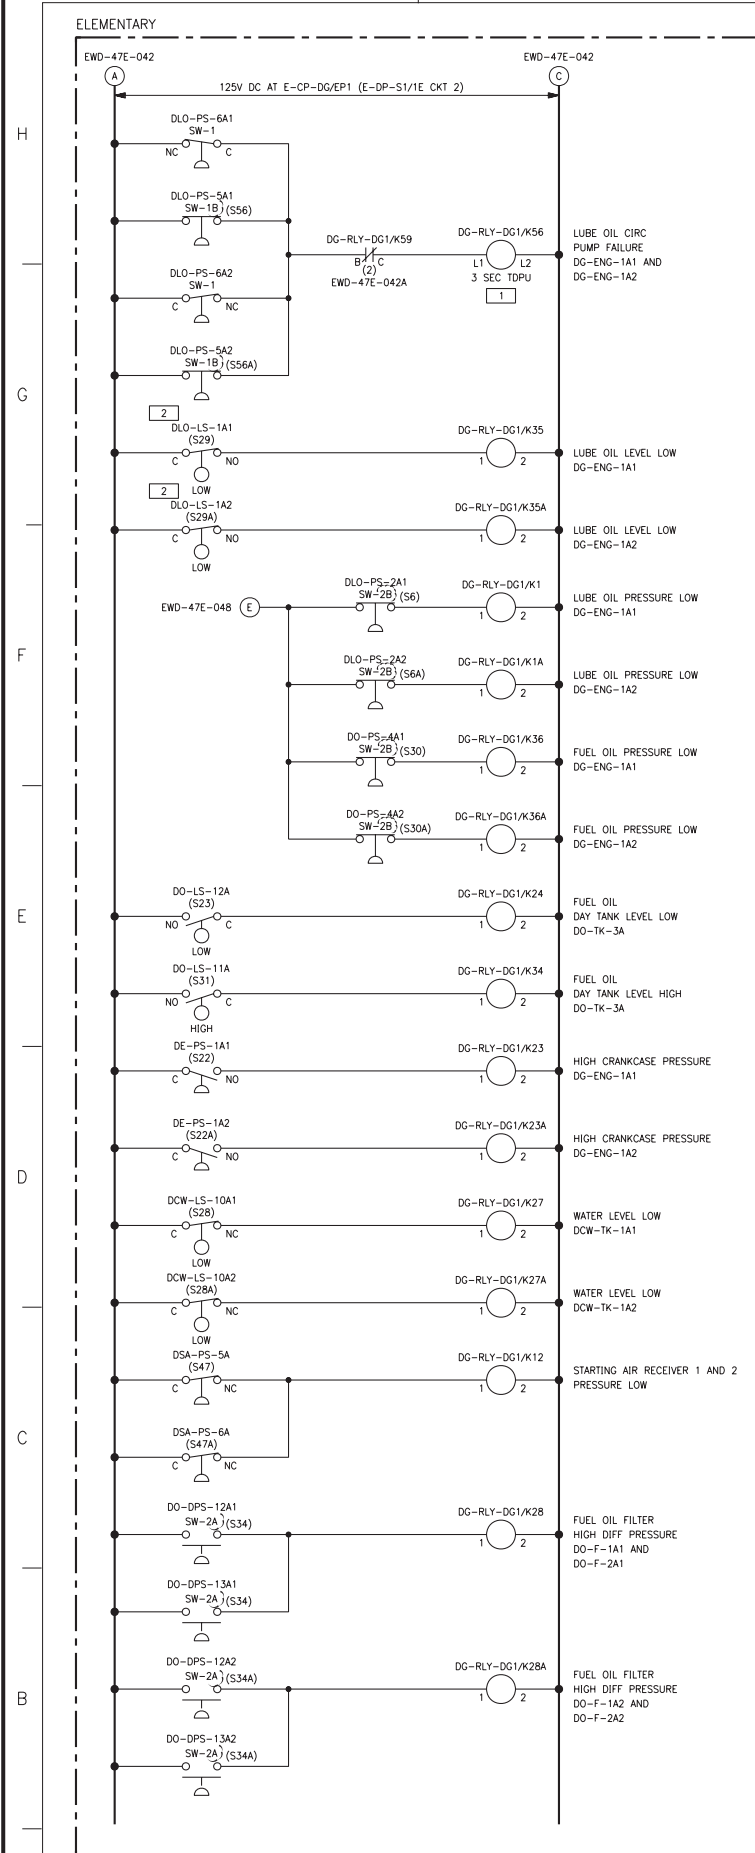 ELEMENTARY
EWD-47E-042
EWD-47E-042
A
C
125V DC AT E-CP-DG/EP1 (E-DP-S1/1E CKT 2)
H
DLO-PS-6A1
SW-1
NC
C
DLO-PS-5A1
SW-1B
(S56)
DG-RLY-DG1/K59
B
C
(2)
EWD-47E-042A
DG-RLY-DG1/K56
L1
L2
3 SEC TDPU
1
LUBE OIL CIRC
PUMP FAILURE
DG-ENG-1A1 AND
DG-ENG-1A2
DLO-PS-6A2
SW-1
C
NC
DLO-PS-5A2
SW-1B
(S56A)
G
2
DLO-LS-1A1
(S29)
C
NO
LOW
DG-RLY-DG1/K35
1
2
LUBE OIL LEVEL LOW
DG-ENG-1A1
2
DLO-LS-1A2
(S29A)
C
NO
LOW
DG-RLY-DG1/K35A
1
2
LUBE OIL LEVEL LOW
DG-ENG-1A2
EWD-47E-048
E
DLO-PS-2A1
SW-2B
(S6)
DG-RLY-DG1/K1
1
2
LUBE OIL PRESSURE LOW
DG-ENG-1A1
F
DLO-PS-2A2
SW-2B
(S6A)
DG-RLY-DG1/K1A
1
2
LUBE OIL PRESSURE LOW
DG-ENG-1A2
DO-PS-4A1
SW-2B
(S30)
DG-RLY-DG1/K36
1
2
FUEL OIL PRESSURE LOW
DG-ENG-1A1
DO-PS-4A2
SW-2B
(S30A)
DG-RLY-DG1/K36A
1
2
FUEL OIL PRESSURE LOW
DG-ENG-1A2
E
DO-LS-12A
(S23)
NO
C
LOW
DG-RLY-DG1/K24
1
2
FUEL OIL
DAY TANK LEVEL LOW
DO-TK-3A
DO-LS-11A
(S31)
NO
C
HIGH
DG-RLY-DG1/K34
1
2
FUEL OIL
DAY TANK LEVEL HIGH
DO-TK-3A
DE-PS-1A1
(S22)
C
NO
DG-RLY-DG1/K23
1
2
HIGH CRANKCASE PRESSURE
DG-ENG-1A1
DE-PS-1A2
(S22A)
C
NO
DG-RLY-DG1/K23A
1
2
HIGH CRANKCASE PRESSURE
DG-ENG-1A2
D
DCW-LS-10A1
(S28)
C
NC
LOW
DG-RLY-DG1/K27
1
2
WATER LEVEL LOW
DCW-TK-1A1
DCW-LS-10A2
(S28A)
C
NC
LOW
DG-RLY-DG1/K27A
1
2
WATER LEVEL LOW
DCW-TK-1A2
DSA-PS-5A
(S47)
C
NC
DG-RLY-DG1/K12
1
2
STARTING AIR RECEIVER 1 AND 2
PRESSURE LOW
C
DSA-PS-6A
(S47A)
C
NC
DO-DPS-12A1
SW-2A
(S34)
DG-RLY-DG1/K28
1
2
FUEL OIL FILTER
HIGH DIFF PRESSURE
DO-F-1A1 AND
DO-F-2A1
DO-DPS-13A1
SW-2A
(S34)
B
DO-DPS-12A2
SW-2A
(S34A)
DG-RLY-DG1/K28A
1
2
FUEL OIL FILTER
HIGH DIFF PRESSURE
DO-F-1A2 AND
DO-F-2A2
DO-DPS-13A2
SW-2A
(S34A)